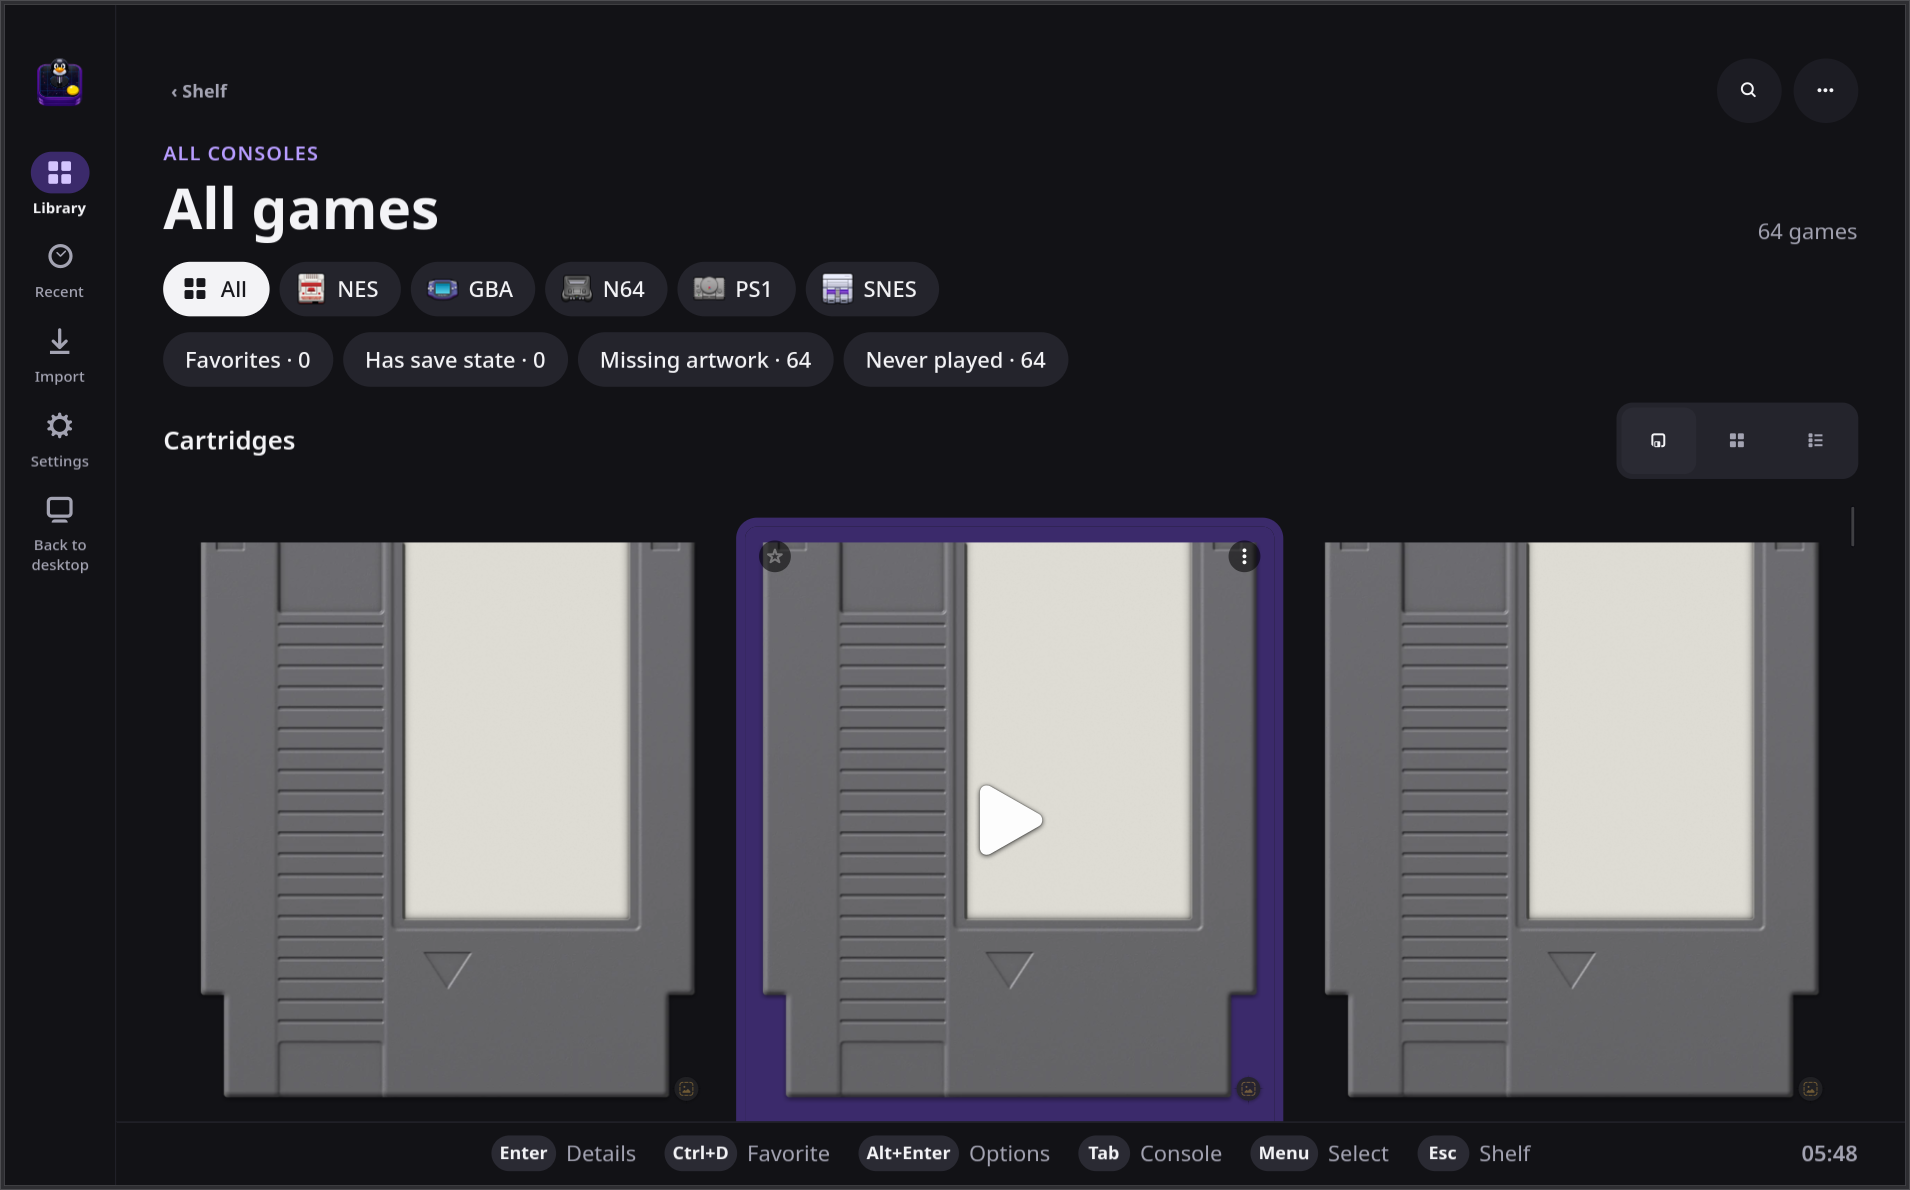 ‹ Shelf
ALL CONSOLES
All games
64 games
Library
Recent
Import
Settings
Back to
desktop
All
NES
GBA
N64
PS1
SNES
Favorites · 0
Has save state · 0
Missing artwork · 64
Never played · 64
Cartridges
Enter Details
Ctrl+D Favorite
Alt+Enter Options
Tab Console
Menu Select
Esc Shelf
05:48